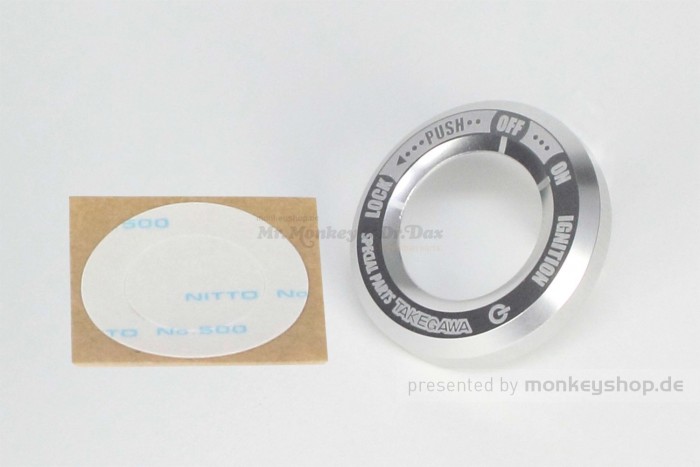 LOCK ◄••• PUSH •• OFF ••• ON IGNITION
SPECIAL PARTS TAKEGAWA
500
NITTO No
TTO No.500
Mr.Monkey Dr.Dax
presented by monkeyshop.de